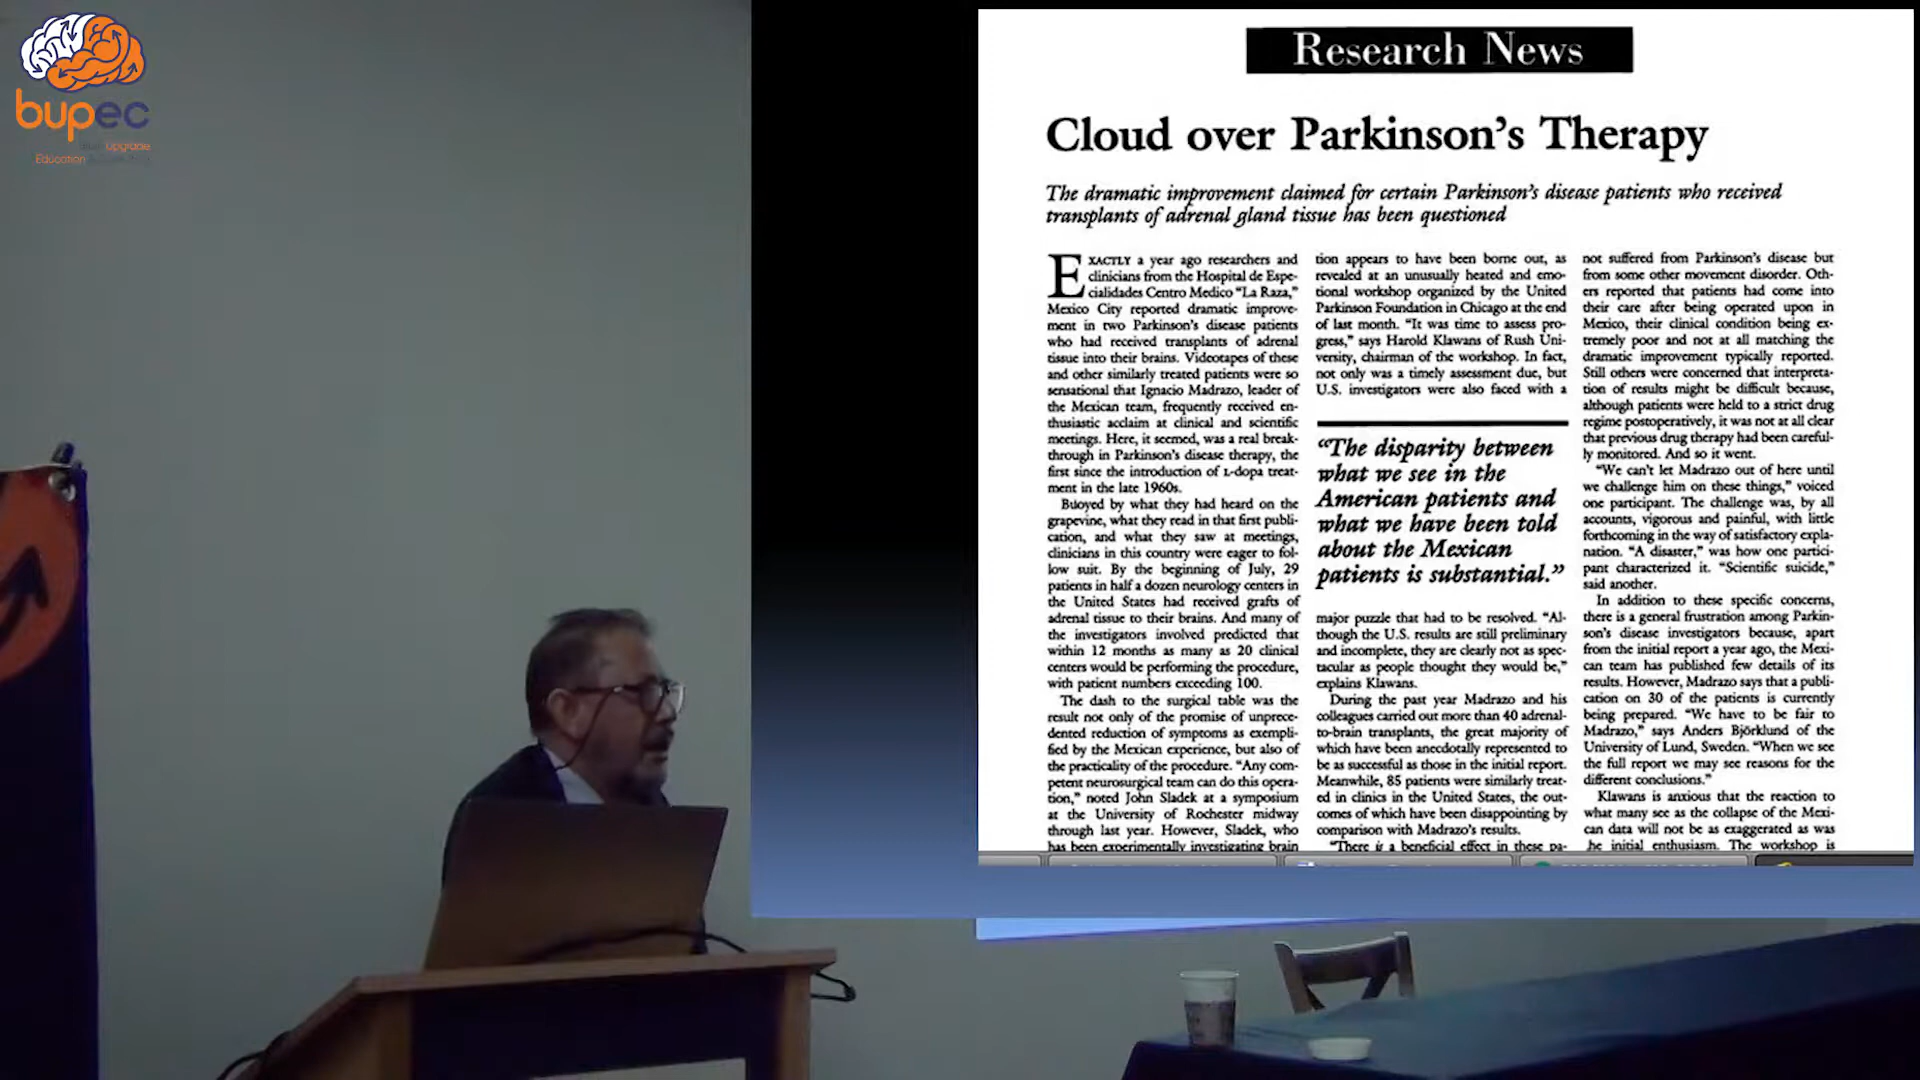 bupec
Upgrade
Education
Research News
Cloud over Parkinson's Therapy
The dramatic improvement claimed for certain Parkinson's disease patients who received
transplants of adrenal gland tissue has been questioned
EXACTLY a year ago researchers and
clinicians from the Hospital de Espe-
cialidades Centro Medico “La Raza,”
Mexico City reported dramatic improve-
ment in two Parkinson's disease patients
who had received transplants of adrenal
tissue into their brains. Videotapes of these
and other similarly treated patients were so
sensational that Ignacio Madrazo, leader of
the Mexican team, frequently received en-
thusiastic acclaim at clinical and scientific
meetings. Here, it seemed, was a real break-
through in Parkinson's disease therapy, the
first since the introduction of L-dopa treat-
ment in the late 1960s.
Buoyed by what they had heard on the
grapevine, what they read in that first publi-
cation, and what they saw at meetings,
clinicians in this country were eager to fol-
low suit. By the beginning of July, 29
patients in half a dozen neurology centers in
the United States had received grafts of
adrenal tissue to their brains. And many of
the investigators involved predicted that
within 12 months as many as 20 clinical
centers would be performing the procedure,
with patient numbers exceeding 100.
The dash to the surgical table was the
result not only of the promise of unprece-
dented reduction of symptoms as exempli-
fied by the Mexican experience, but also of
the practicality of the procedure. “Any com-
petent neurosurgical team can do this opera-
tion,” noted John Sladek at a symposium
at the University of Rochester midway
through last year. However, Sladek, who
has been experimentally investigating brain
tion appears to have been borne out, as
revealed at an unusually heated and emo-
tional workshop organized by the United
Parkinson Foundation in Chicago at the end
of last month. “It was time to assess pro-
gress,” says Harold Klawans of Rush Uni-
versity, chairman of the workshop. In fact,
not only was a timely assessment due, but
U.S. investigators were also faced with a
“The disparity between
what we see in the
American patients and
what we have been told
about the Mexican
patients is substantial.”
major puzzle that had to be resolved. “Al-
though the U.S. results are still preliminary
and incomplete, they are clearly not as spec-
tacular as people thought they would be,”
explains Klawans.
During the past year Madrazo and his
colleagues carried out more than 40 adrenal-
to-brain transplants, the great majority of
which have been anecdotally represented to
be as successful as those in the initial report.
Meanwhile, 85 patients were similarly treat-
ed in clinics in the United States, the out-
comes of which have been disappointing by
comparison with Madrazo's results.
“There is a beneficial effect in these pa-
not suffered from Parkinson's disease but
from some other movement disorder. Oth-
ers reported that patients had come into
their care after being operated upon in
Mexico, their clinical condition being ex-
tremely poor and not at all matching the
dramatic improvement typically reported.
Still others were concerned that interpreta-
tion of results might be difficult because,
although patients were held to a strict drug
regime postoperatively, it was not at all clear
that previous drug therapy had been careful-
ly monitored. And so it went.
“We can't let Madrazo out of here until
we challenge him on these things,” voiced
one participant. The challenge was, by all
accounts, vigorous and painful, with little
forthcoming in the way of satisfactory expla-
nation. “A disaster,” was how one partici-
pant characterized it. “Scientific suicide,”
said another.
In addition to these specific concerns,
there is a general frustration among Parkin-
son's disease investigators because, apart
from the initial report a year ago, the Mexi-
can team has published few details of its
results. However, Madrazo says that a publi-
cation on 30 of the patients is currently
being prepared. “We have to be fair to
Madrazo,” says Anders Björklund of the
University of Lund, Sweden. “When we see
the full report we may see reasons for the
different conclusions.”
Klawans is anxious that the reaction to
what many see as the collapse of the Mexi-
can data will not be as exaggerated as was
he initial enthusiasm. The workshop is